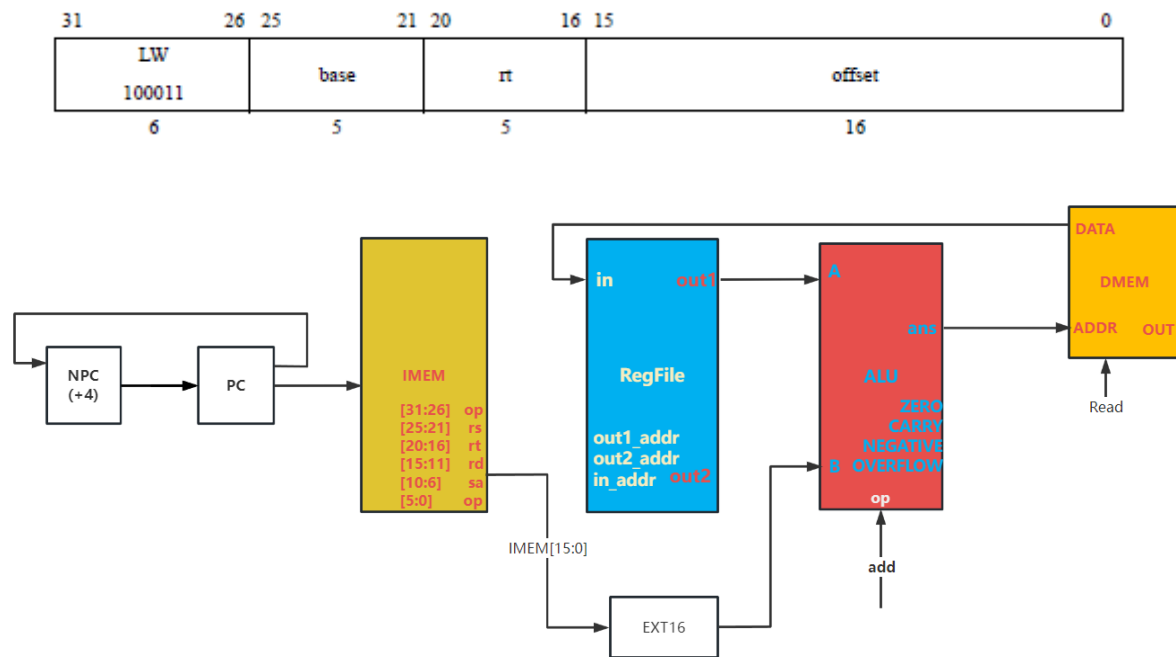 31 26 25 21 20 16 15 0
LW
100011
base
rt
offset
6 5 5 16
NPC
(+4)
PC
IMEM
[31:26] op
[25:21] rs
[20:16] rt
[15:11] rd
[10:6] sa
[5:0] op
IMEM[15:0]
EXT16
in
out1
RegFile
out1_addr
out2_addr
in_addr
out2
A
ans
ALU
ZERO
CARRY
NEGATIVE
B
OVERFLOW
op
add
DATA
DMEM
ADDR
OUT
Read